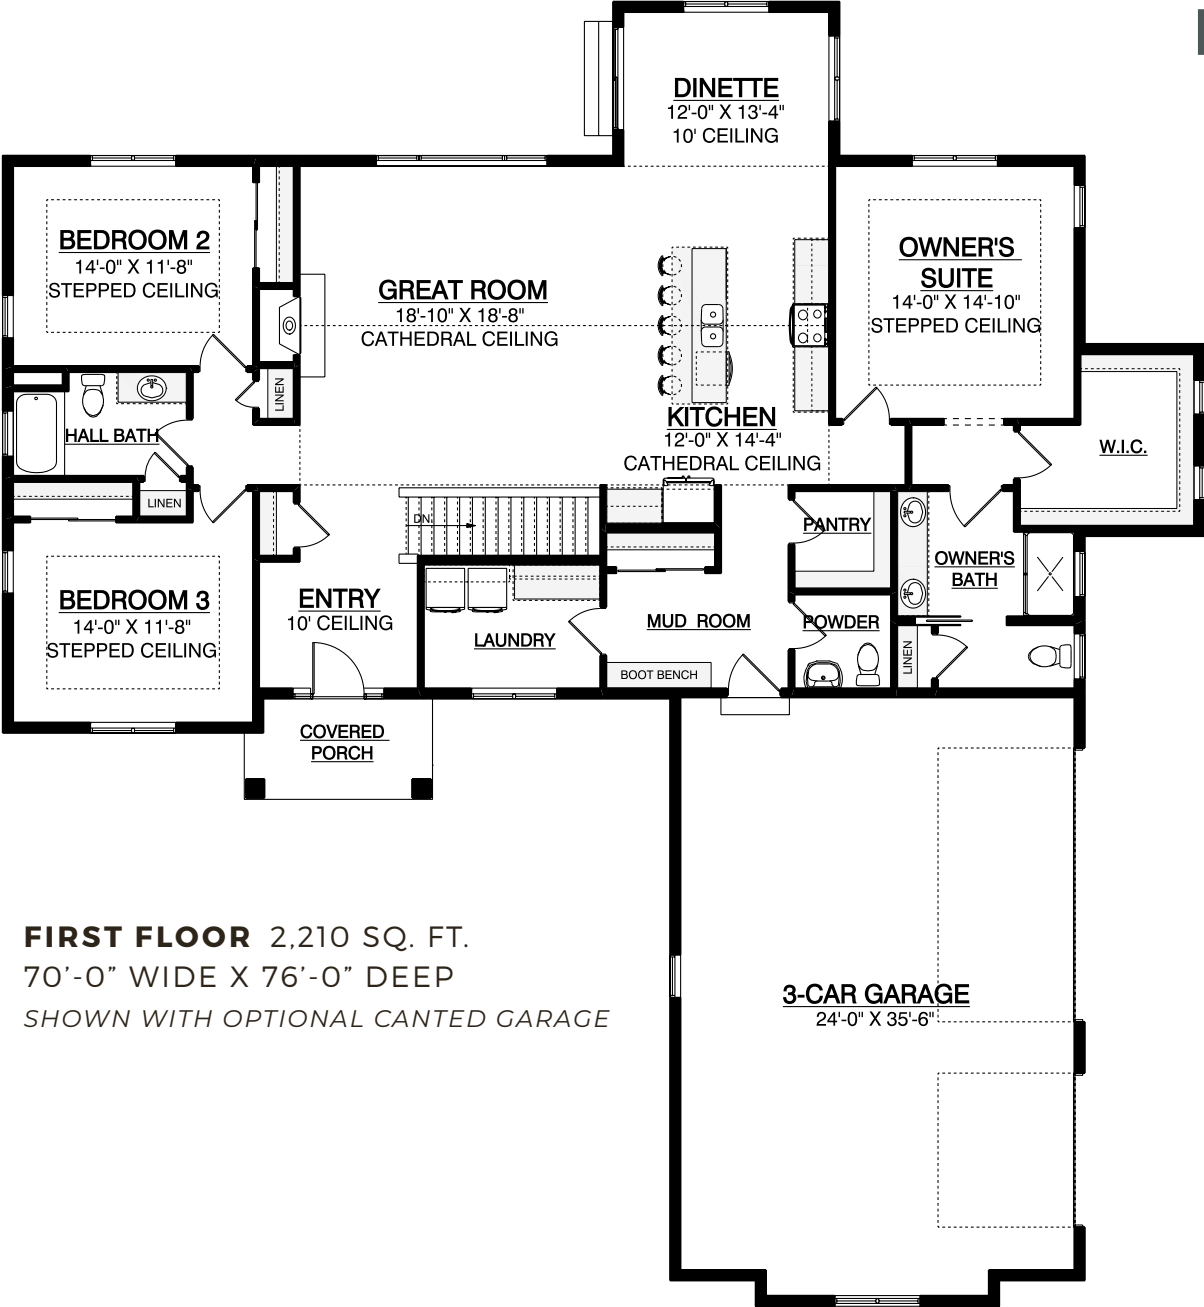 DINETTE
12'-0" X 13'-4"
10' CEILING
BEDROOM 2
14'-0" X 11'-8"
STEPPED CEILING
GREAT ROOM
18'-10" X 18'-8"
CATHEDRAL CEILING
OWNER'S
SUITE
14'-0" X 14'-10"
STEPPED CEILING
LINEN
HALL BATH
KITCHEN
12'-0" X 14'-4"
CATHEDRAL CEILING
W.I.C.
LINEN
DN.
PANTRY
OWNER'S
BATH
BEDROOM 3
14'-0" X 11'-8"
STEPPED CEILING
ENTRY
10' CEILING
LAUNDRY
MUD ROOM
POWDER
LINEN
BOOT BENCH
COVERED
PORCH
FIRST FLOOR 2,210 SQ. FT.
70’-0” WIDE X 76’-0” DEEP
SHOWN WITH OPTIONAL CANTED GARAGE
3-CAR GARAGE
24'-0" X 35'-6"